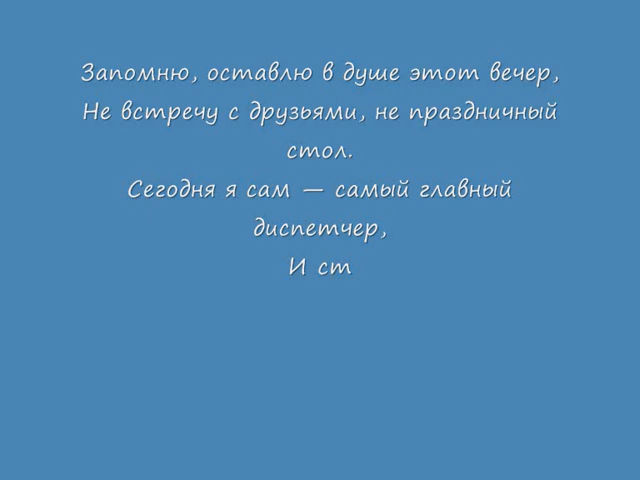 Запомню, оставлю в душе этот вечер,
Не встречу с друзьями, не праздничный
стол.
Сегодня я сам — самый главный
диспетчер,
И ст